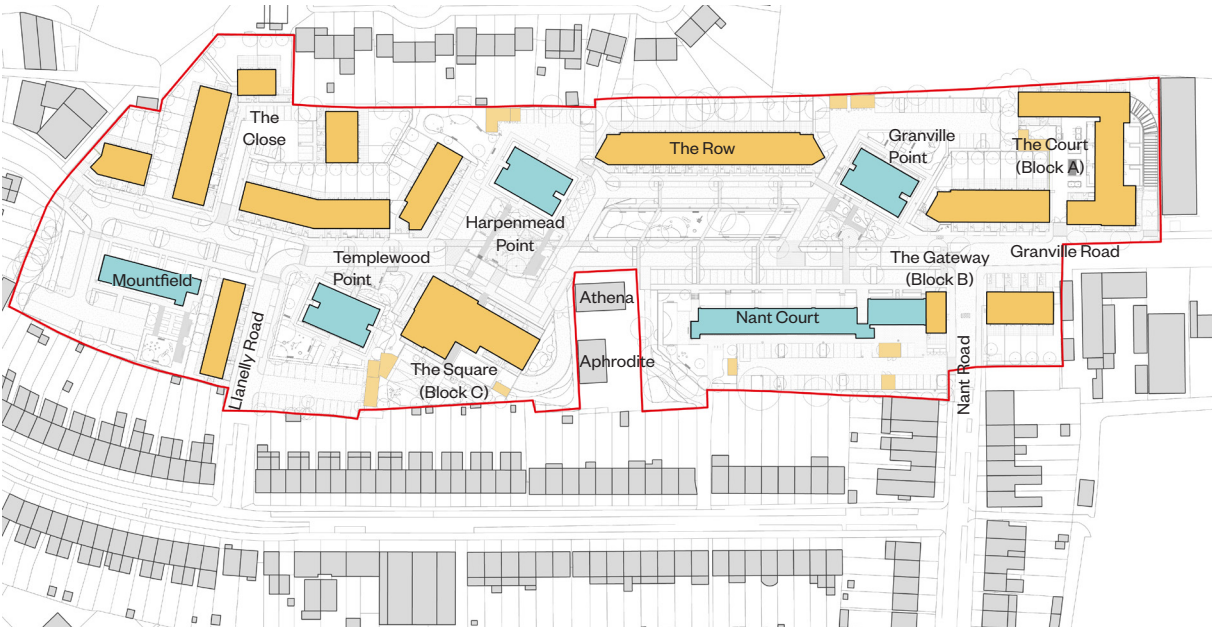 The
Close
The Row
Granville
Point
The Court
(Block A)
Harpenmead
Point
Templewood
Point
The Gateway
(Block B)
Granville Road
Mountfield
Athena
Nant Court
Llanelly Road
The Square
(Block C)
Aphrodite
Nant Road